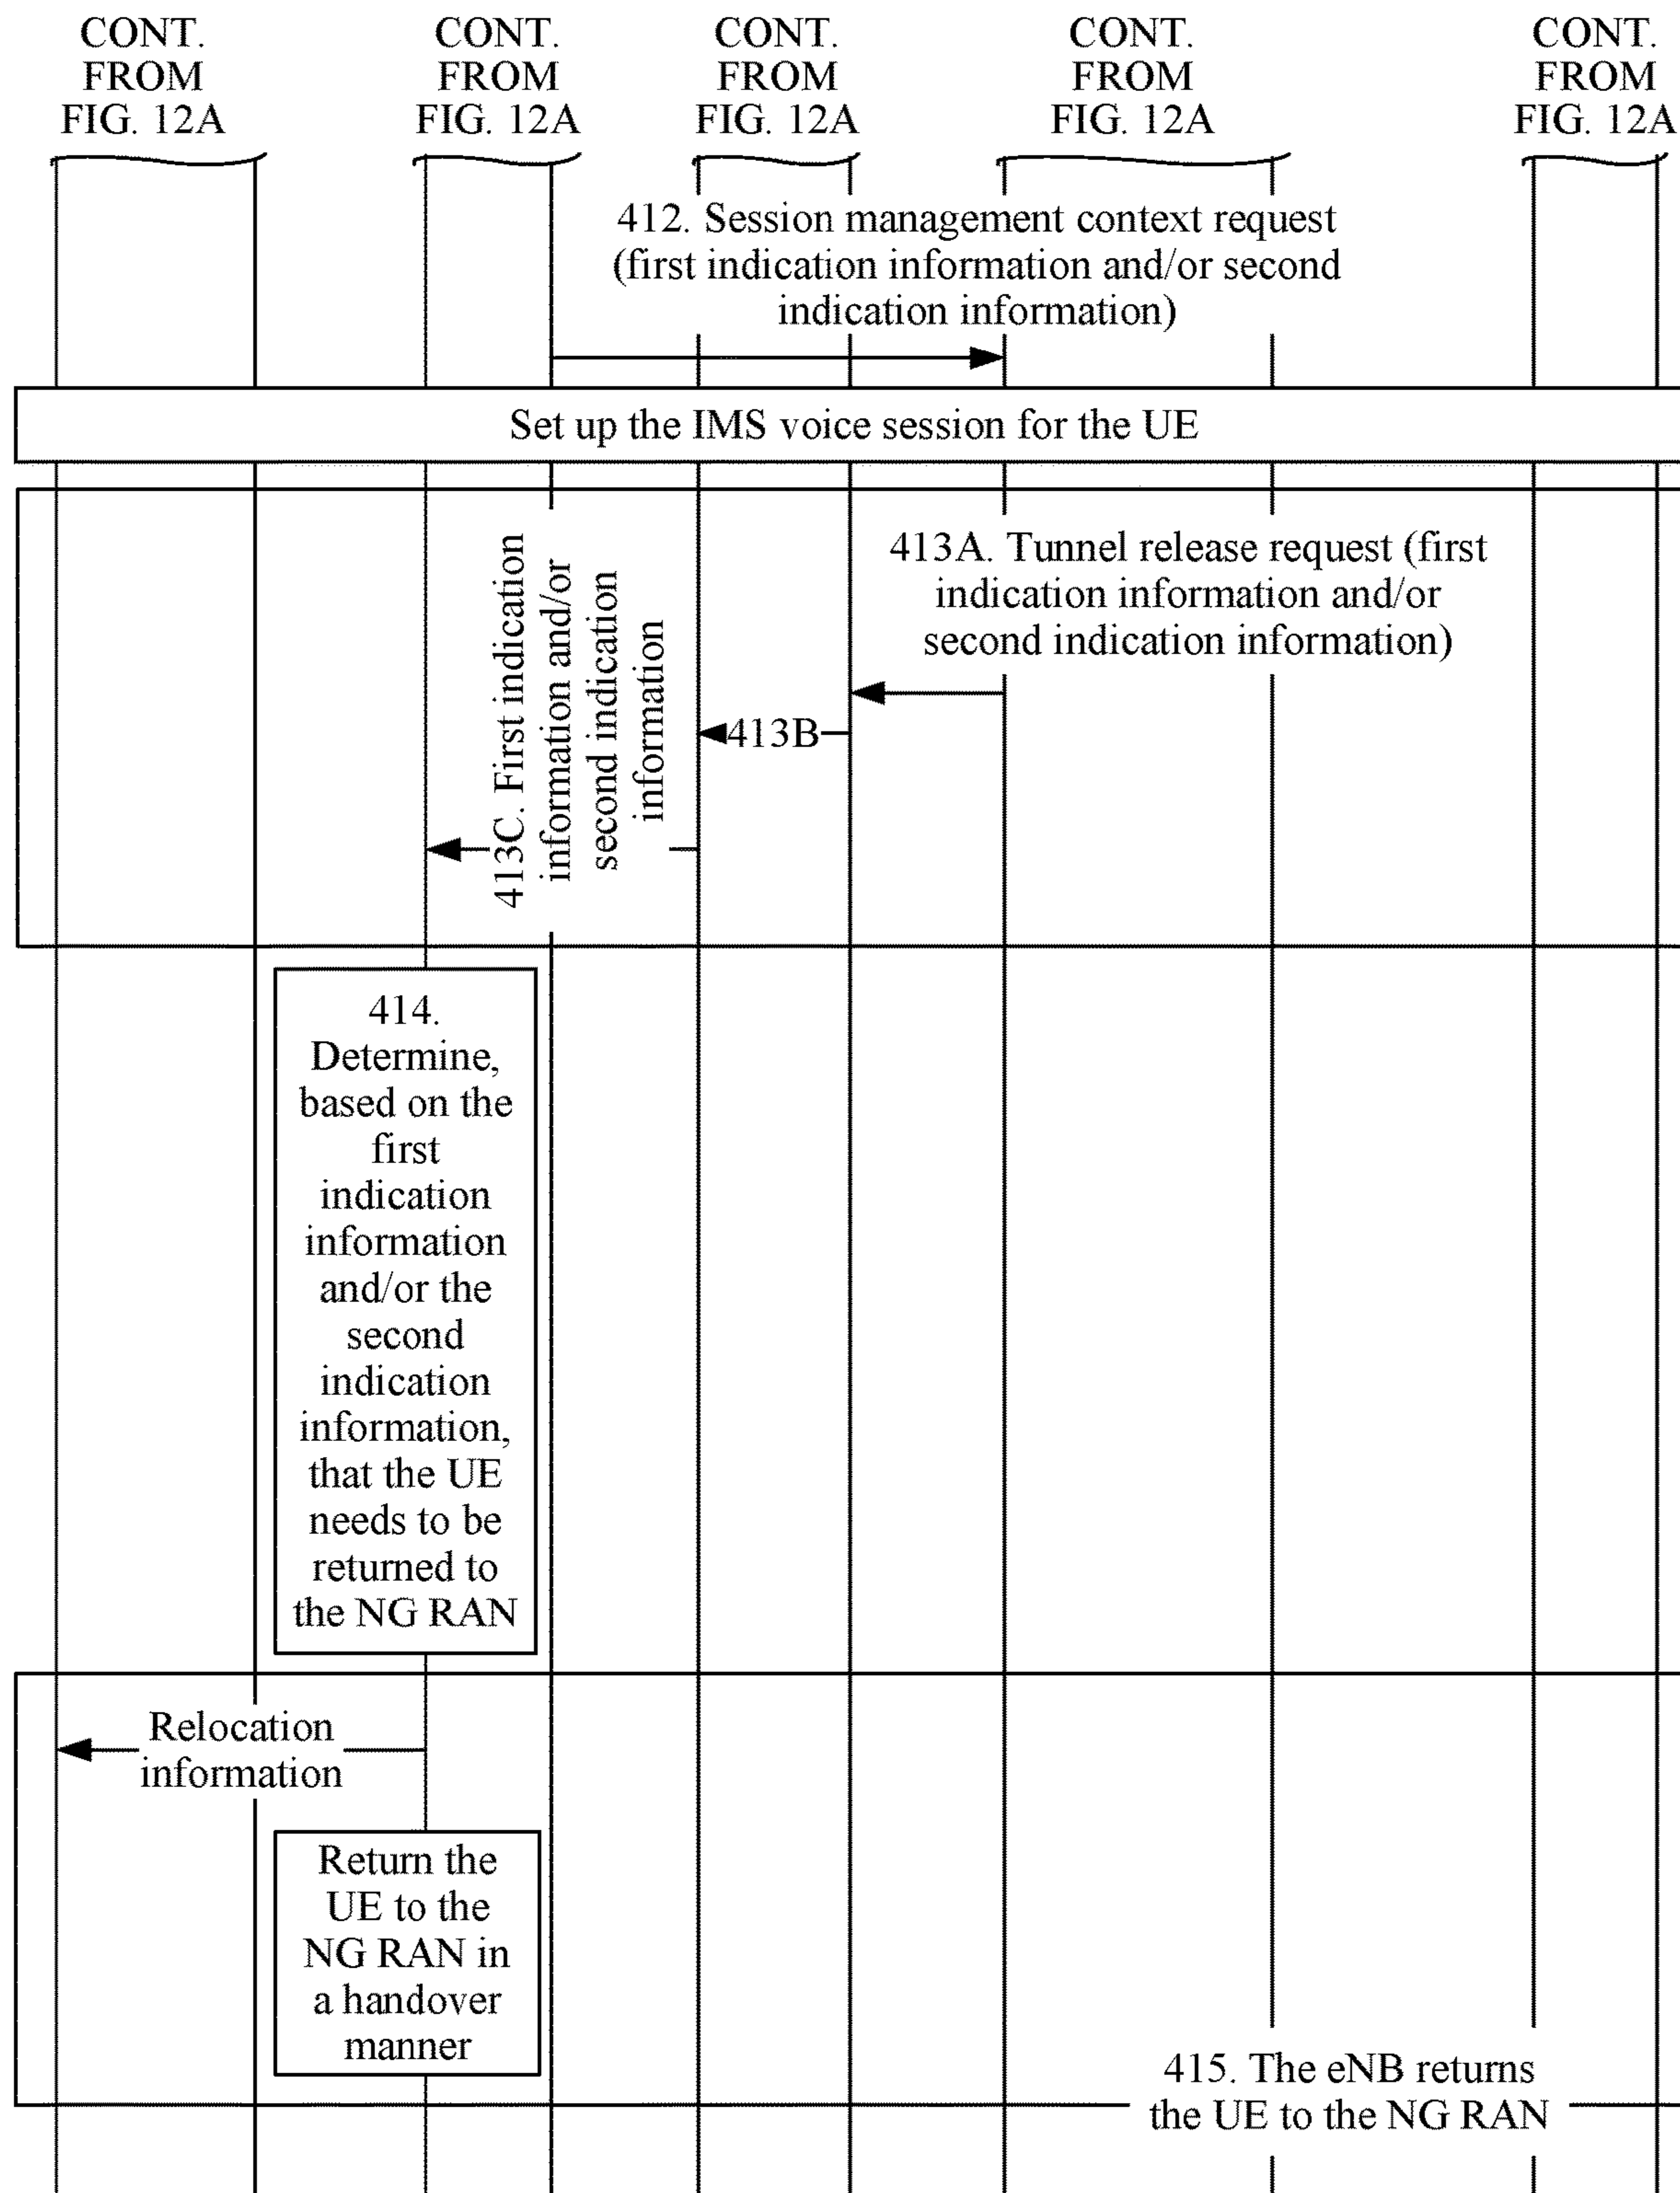 CONT.
FROM
FIG. 12A
CONT.
FROM
FIG. 12A
CONT.
FROM
FIG. 12A
CONT.
FROM
FIG. 12A
CONT.
FROM
FIG. 12A
412. Session management context request
(first indication information and/or second
indication information)
Set up the IMS voice session for the UE
413A. Tunnel release request (first
indication information and/or
second indication information)
413B
413C. First indication
information and/or
second indication
information
414.
Determine,
based on the
first
indication
information
and/or the
second
indication
information,
that the UE
needs to be
returned to
the NG RAN
Relocation
information
Return the
UE to the
NG RAN in
a handover
manner
415. The eNB returns
the UE to the NG RAN